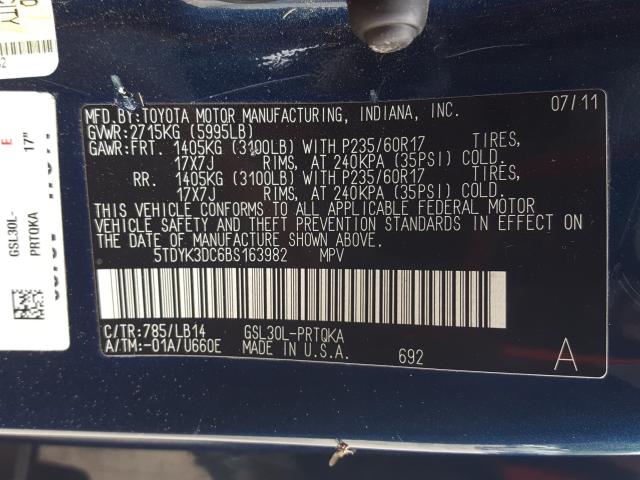 MFD.BY:TOYOTA MOTOR MANUFACTURING, INDIANA, INC. 07/11
GVWR:2715KG (5995LB)
GAWR:FRT. 1405KG (3100LB) WITH P235/60R17 TIRES,
17X7J RIMS, AT 240KPA (35PSI) COLD.
RR. 1405KG (3100LB) WITH P235/60R17 TIRES,
17X7J RIMS, AT 240KPA (35PSI) COLD.
THIS VEHICLE CONFORMS TO ALL APPLICABLE FEDERAL MOTOR
VEHICLE SAFETY AND THEFT PREVENTION STANDARDS IN EFFECT ON
THE DATE OF MANUFACTURE SHOWN ABOVE.
5TDYK3DC6BS163982 MPV
C/TR:785/LB14 GSL30L-PRTQKA
A/TM:-01A/U660E MADE IN U.S.A. 692 A
E
17"
GSL30L-
PRTQKA